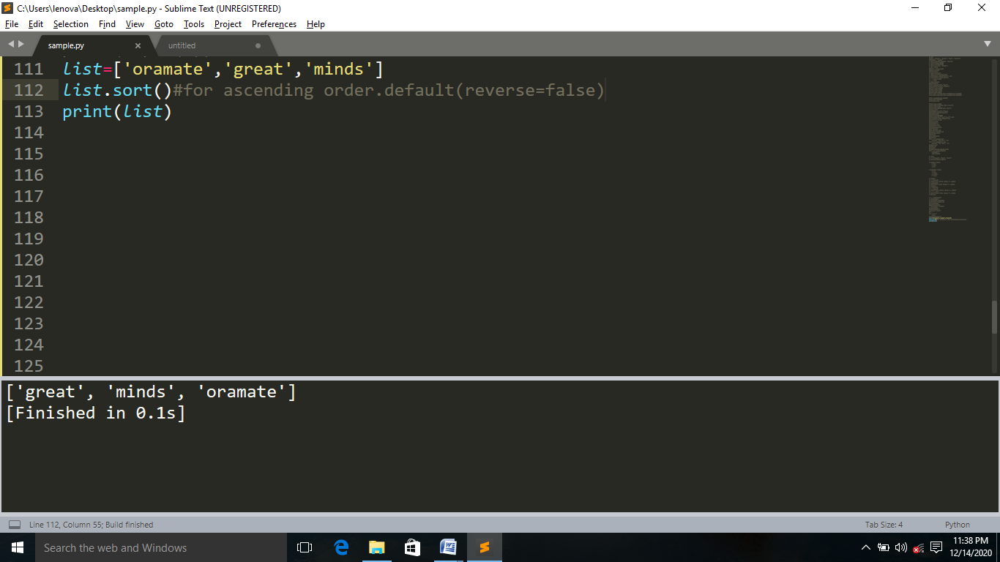 C:\Users\lenova\Desktop\sample.py - Sublime Text (UNREGISTERED)
File Edit Selection Find View Goto Tools Project Preferences Help
sample.py untitled
111 list=['oramate','great','minds']
112 list.sort()#for ascending order.default(reverse=false)
113 print(list)
114
115
116
117
118
119
120
121
122
123
124
125
['great', 'minds', 'oramate']
[Finished in 0.1s]
Line 112, Column 55; Build finished Tab Size: 4 Python
Search the web and Windows
11:38 PM
12/14/2020